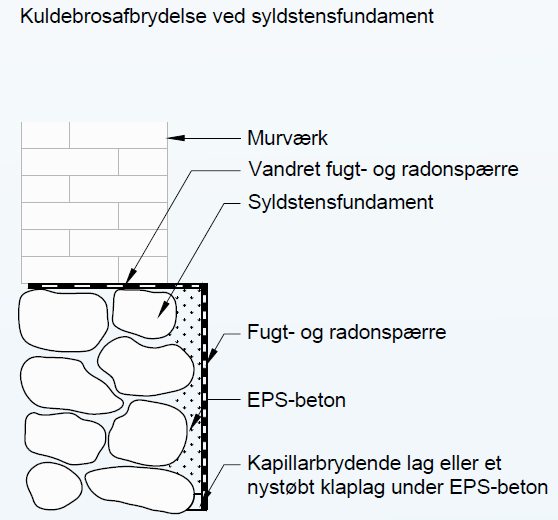 Kuldebrosafbrydelse ved syldstensfundament
Murværk
Vandret fugt- og radonspærre
Syldstensfundament
Fugt- og radonspærre
EPS-beton
Kapillarbrydende lag eller et
nystøbt klaplag under EPS-beton